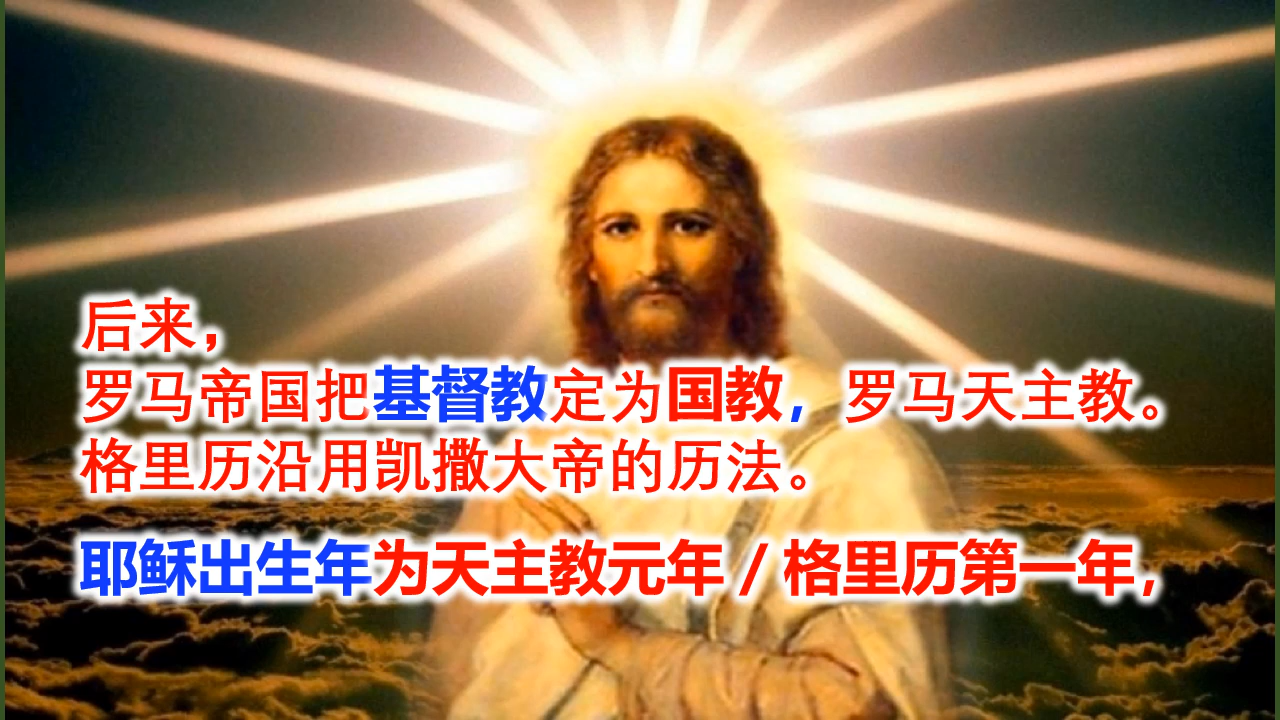 后来，
罗马帝国把基督教定为国教，罗马天主教。
格里历沿用凯撒大帝的历法。
耶稣出生年为天主教元年 / 格里历第一年，